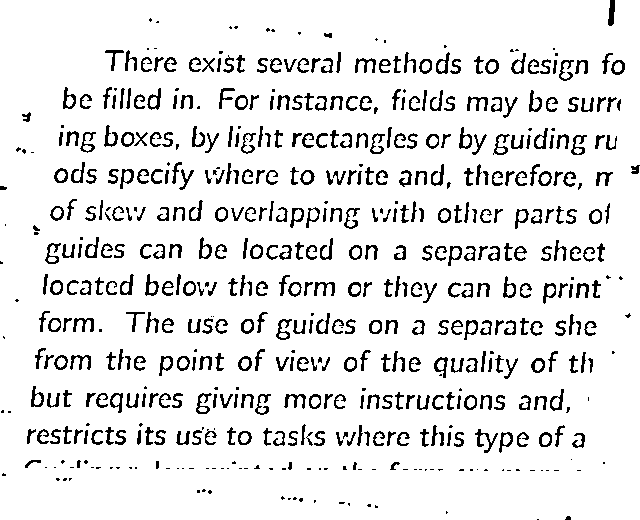 There exist several methods to design fo
be filled in. For instance, fields may be surr
ing boxes, by light rectangles or by guiding ru
ods specify where to write and, therefore, m
of skew and overlapping with other parts of
guides can be located on a separate sheet
located below the form or they can be print
form. The use of guides on a separate she
from the point of view of the quality of th
but requires giving more instructions and,
restricts its use to tasks where this type of a